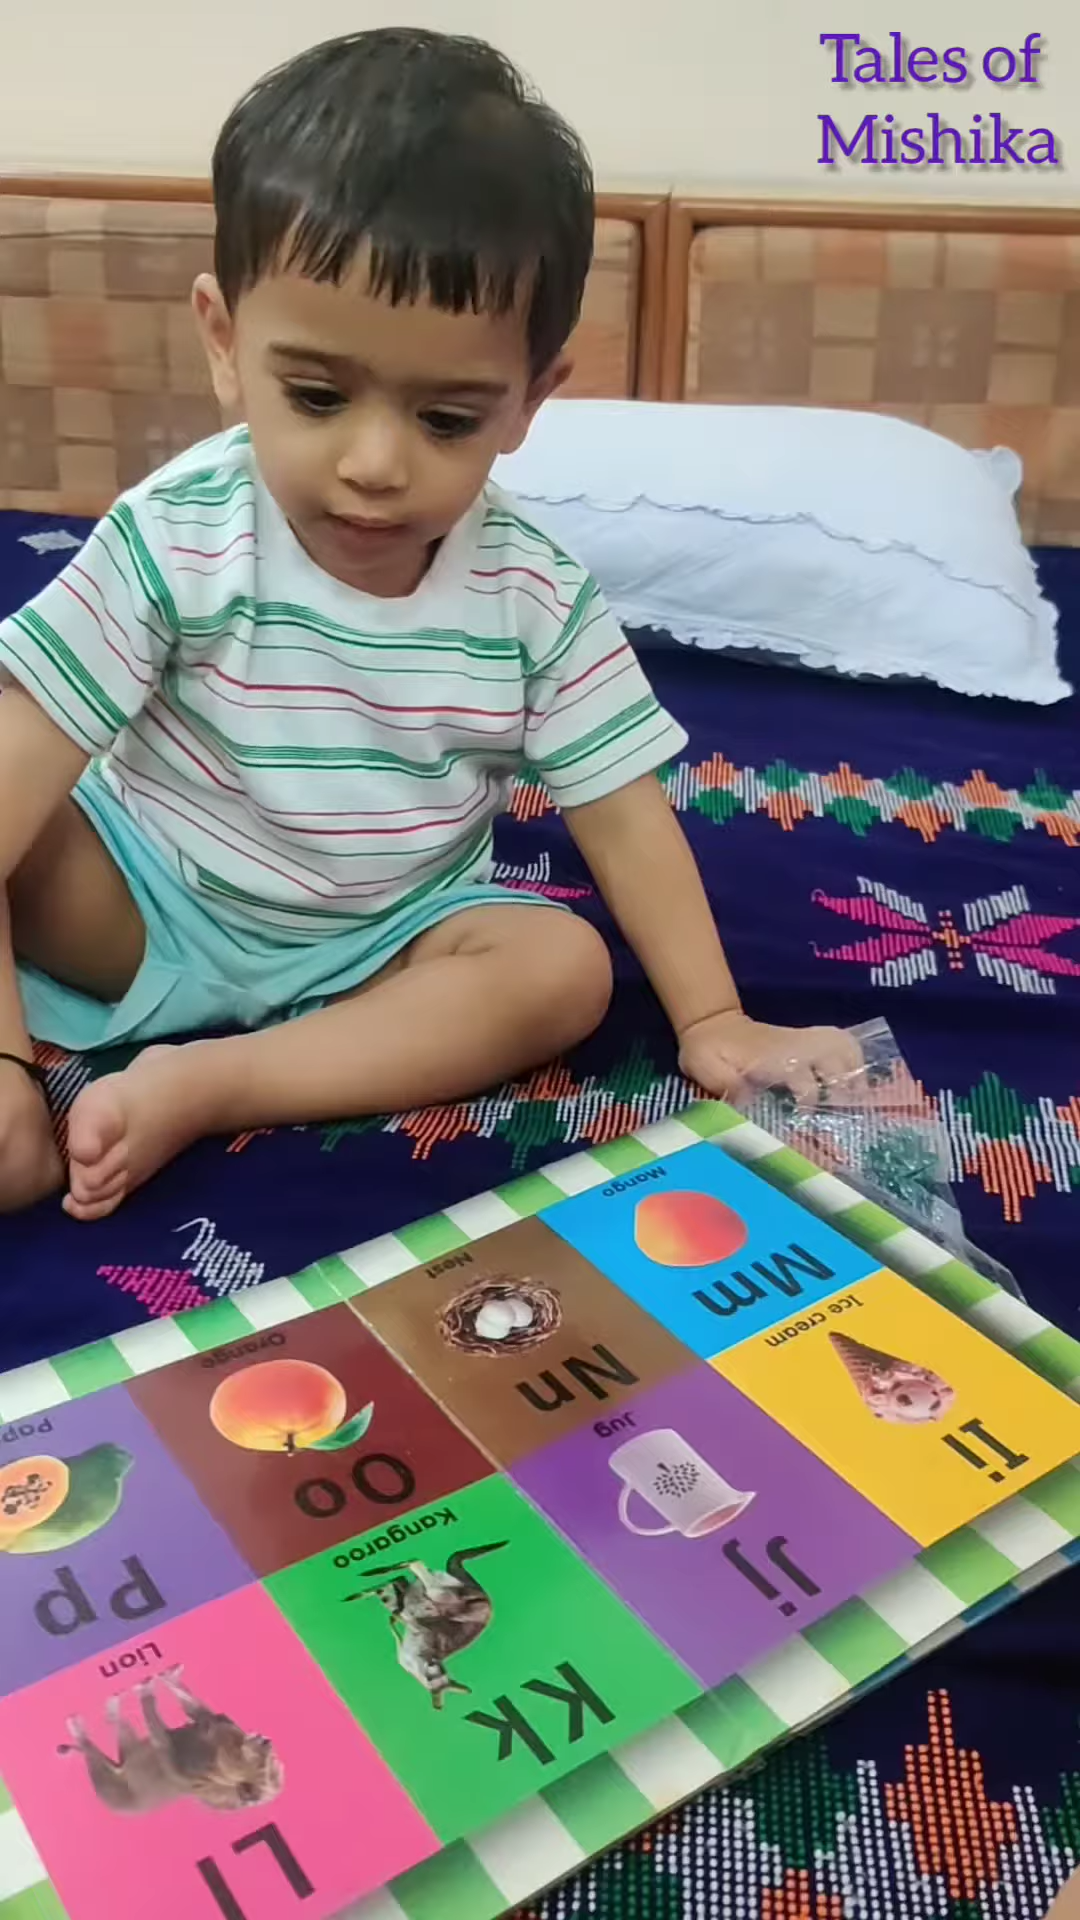 Tales of
Mishika
Ii
Ice cream
Jj
Jug
Kk
Kangaroo
Ll
Lion
Mm
Mango
Nn
Nest
Oo
Orange
Pp